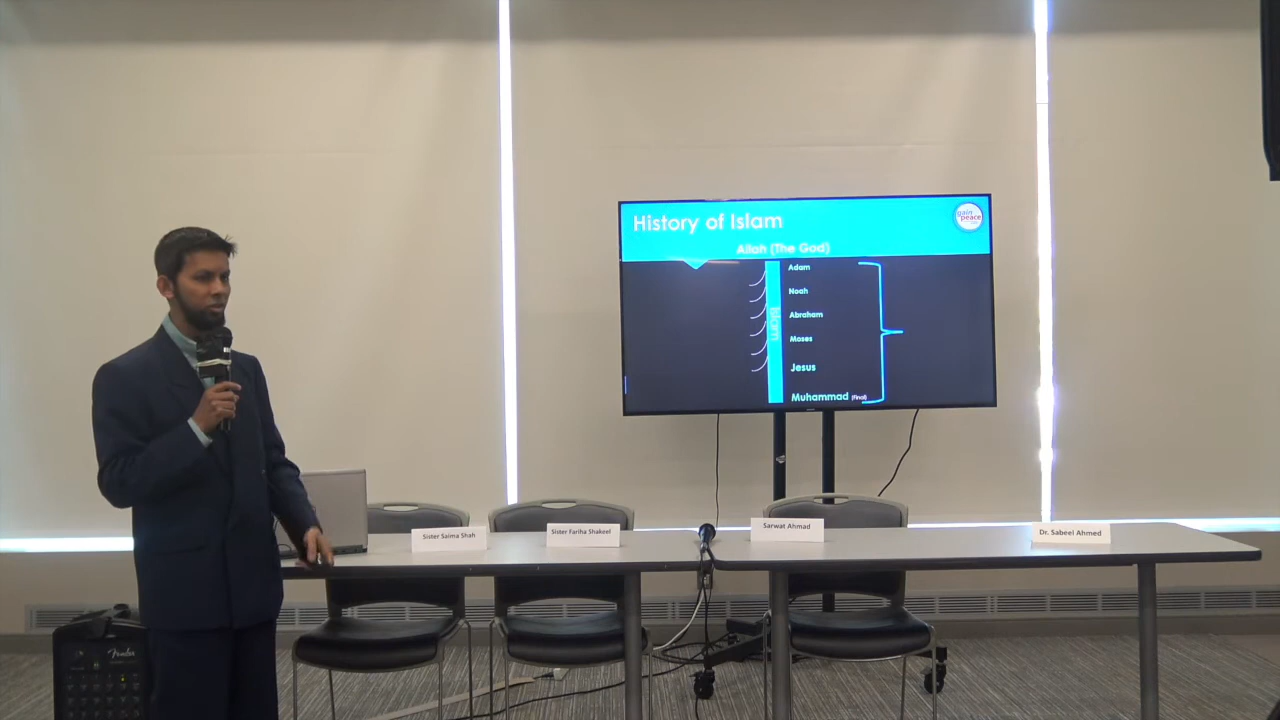 History of Islam
gain
peace
Allah (The God)
Islam
Adam
Noah
Abraham
Moses
Jesus
Muhammad (Final)
Sister Saima Shah
Sister Fariha Shakeel
Sarwat Ahmad
Dr. Sabeel Ahmed
Fender